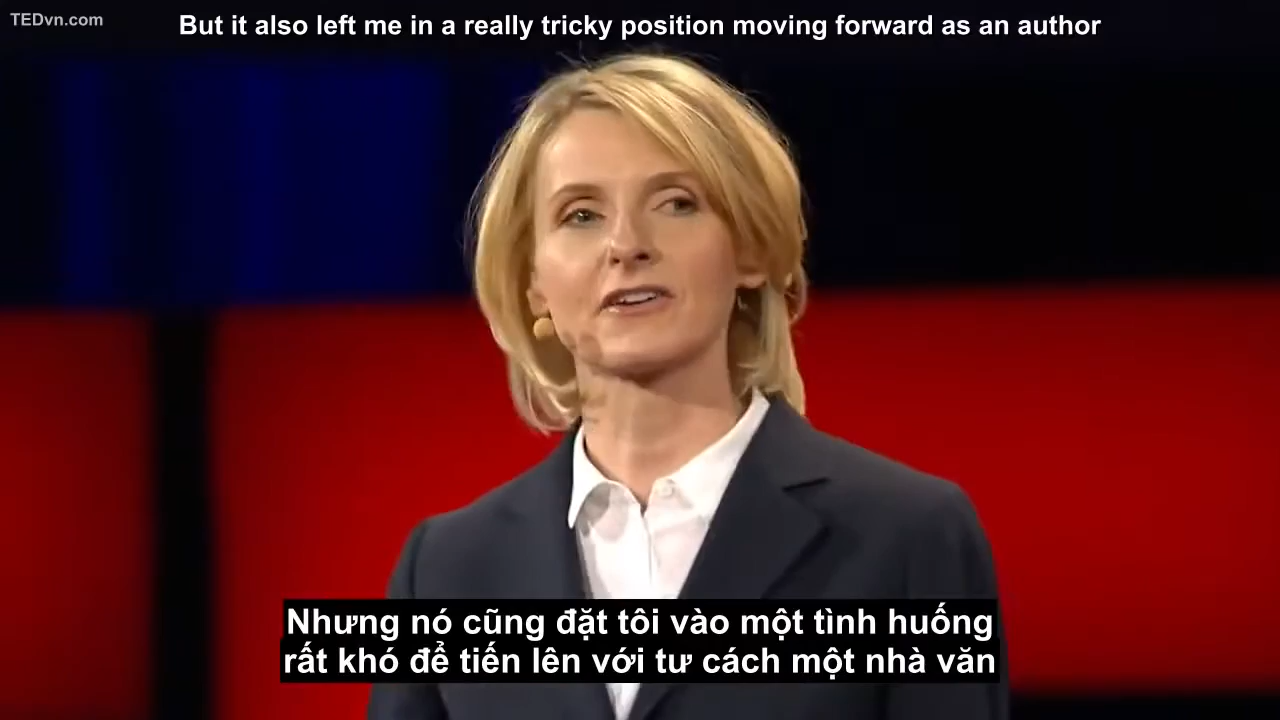 TEDvn.com
But it also left me in a really tricky position moving forward as an author
Nhưng nó cũng đặt tôi vào một tình huống
rất khó để tiến lên với tư cách một nhà văn